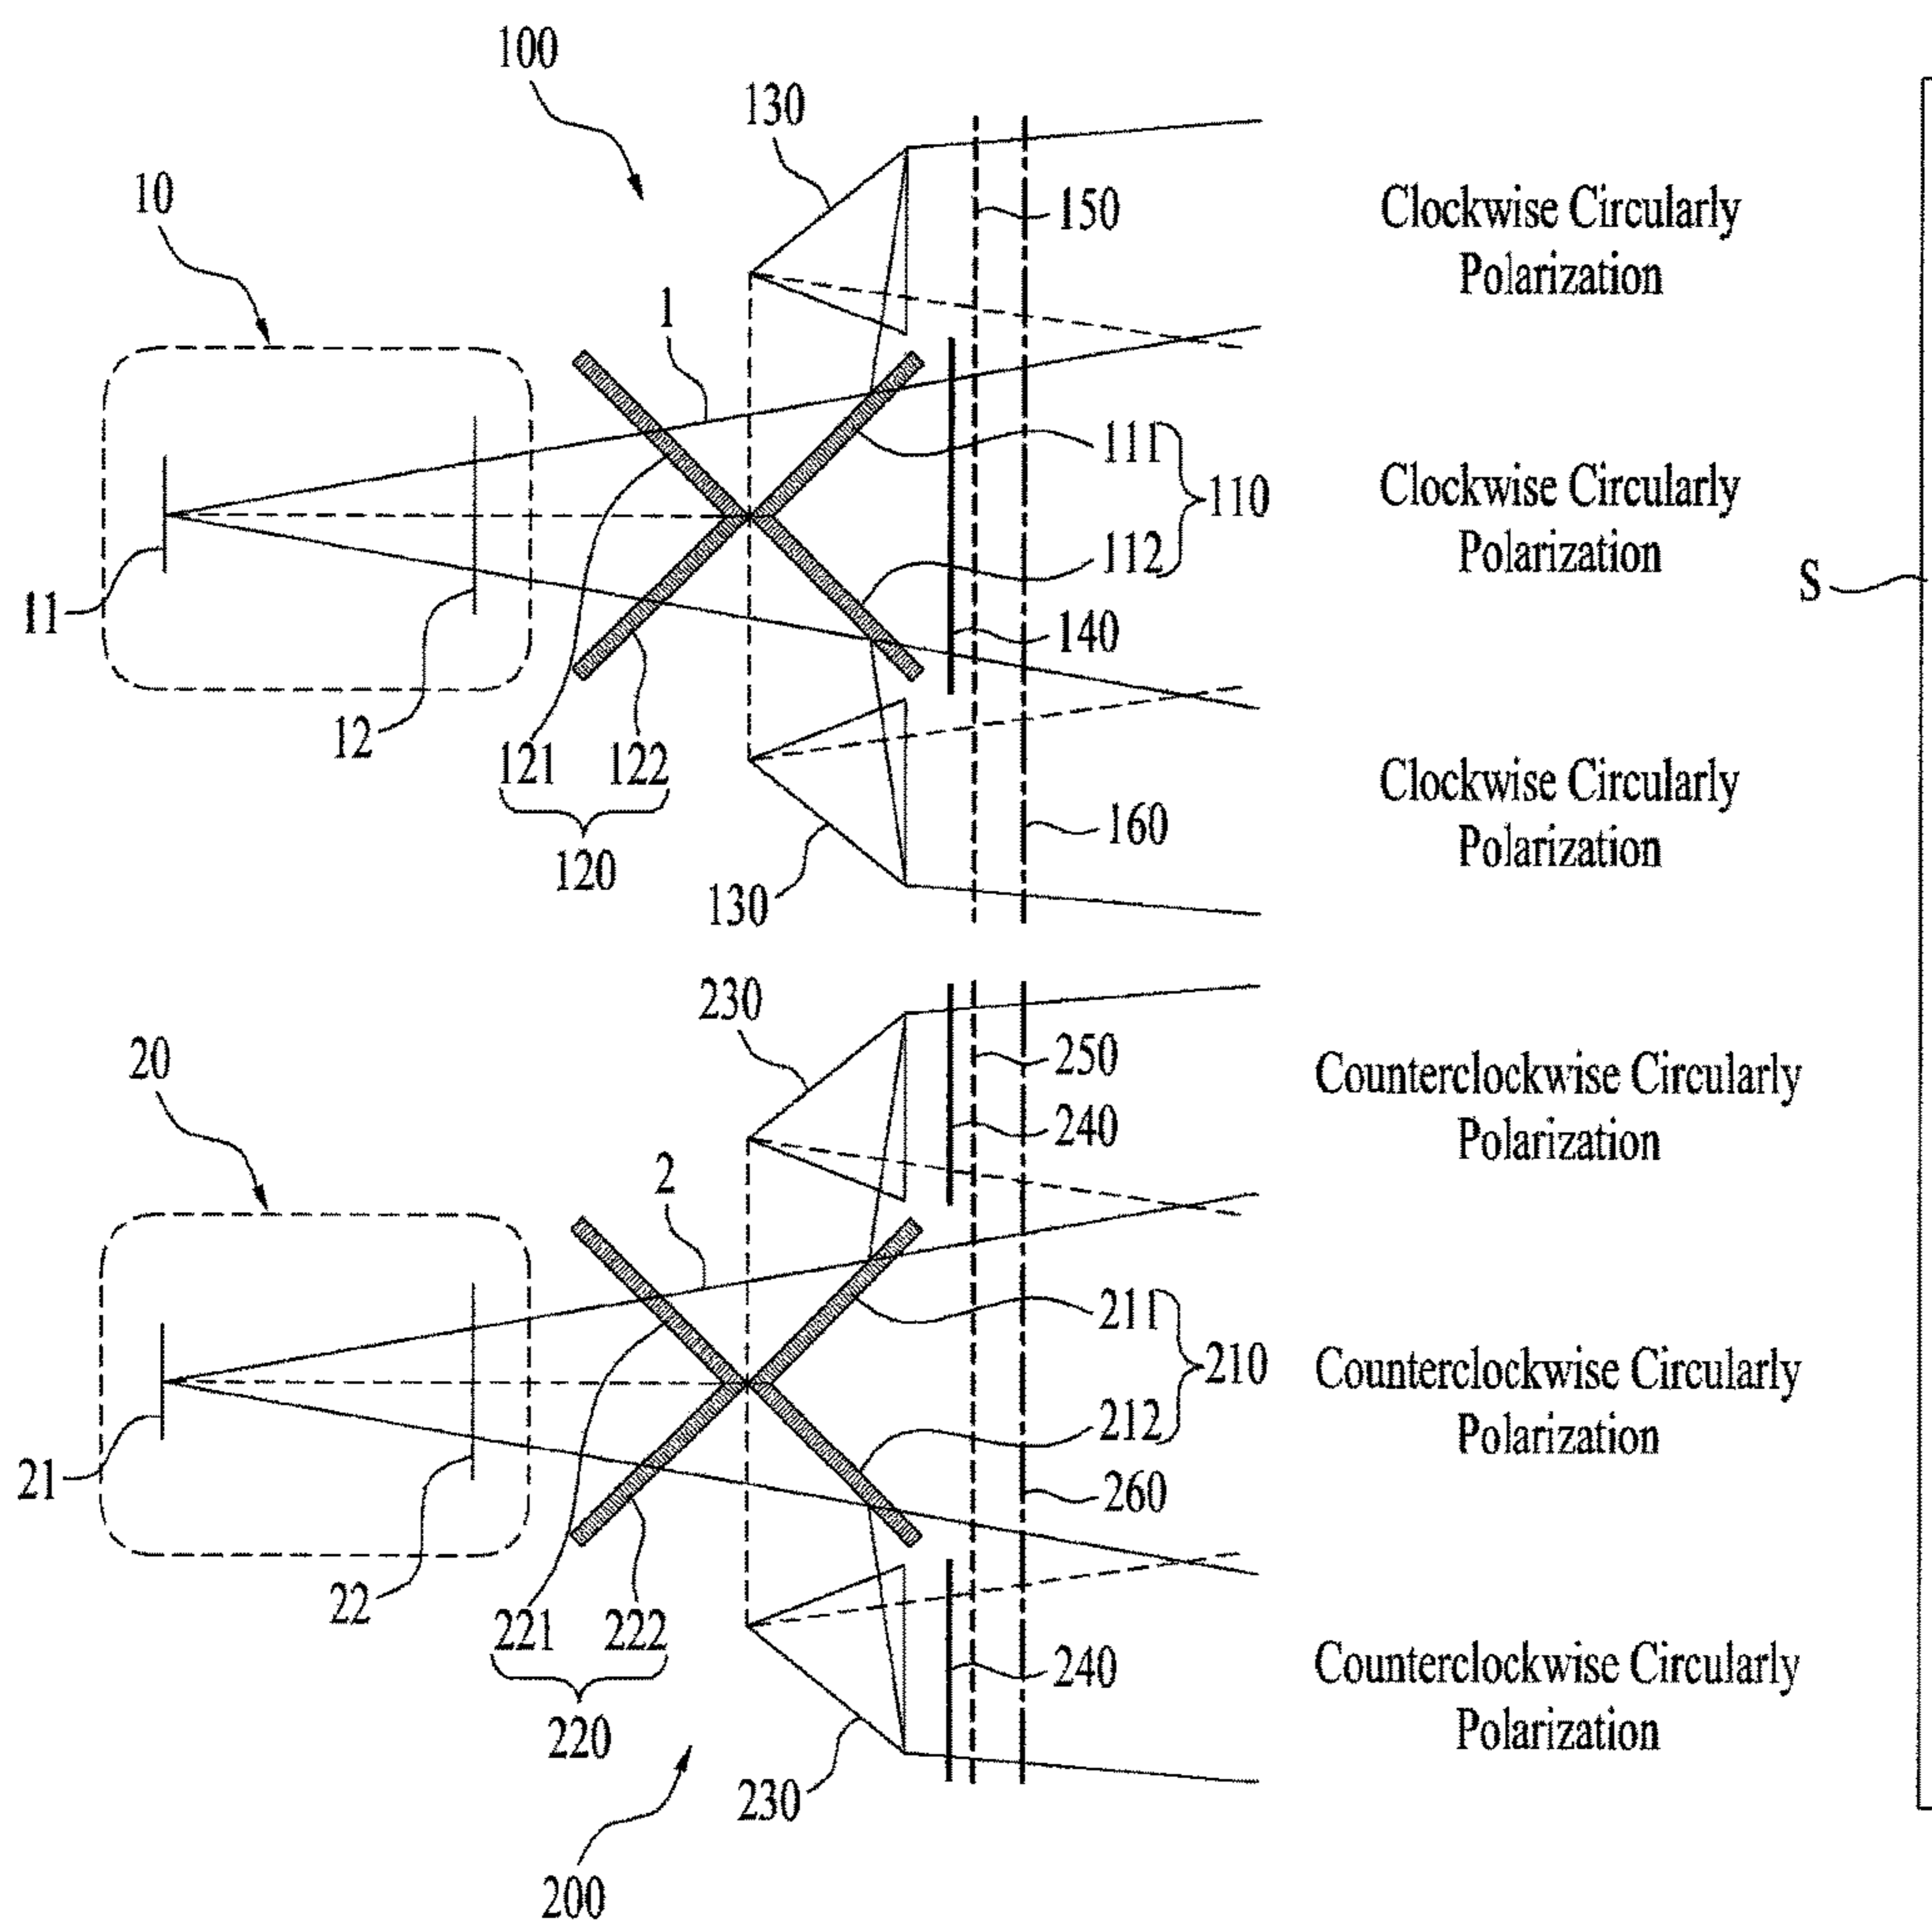 100
130
10
150
Clockwise Circularly
Polarization
1
111
110
Clockwise Circularly
Polarization
112
S
11
140
12
121
122
160
Clockwise Circularly
Polarization
120
130
230
250
Counterclockwise Circularly
Polarization
20
240
2
211
210
Counterclockwise Circularly
Polarization
212
21
260
22
221
222
240
Counterclockwise Circularly
Polarization
220
230
200